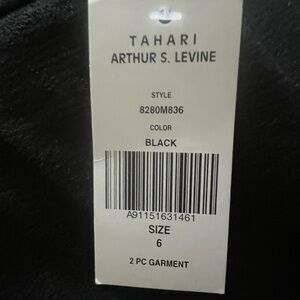 TAHARI
ARTHUR S. LEVINE
STYLE
8280M836
COLOR
BLACK
A91151631461
SIZE
6
2 PC GARMENT